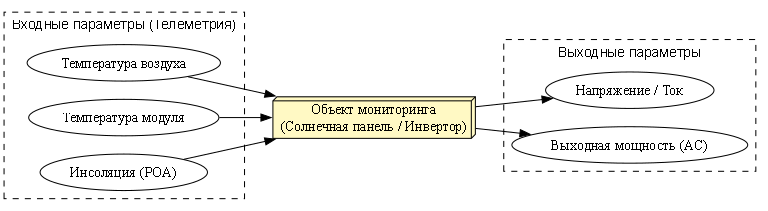 Входные параметры (Телеметрия)
Температура воздуха
Температура модуля
Инсоляция (POA)
Объект мониторинга
(Солнечная панель / Инвертор)
Выходные параметры
Напряжение / Ток
Выходная мощность (AC)